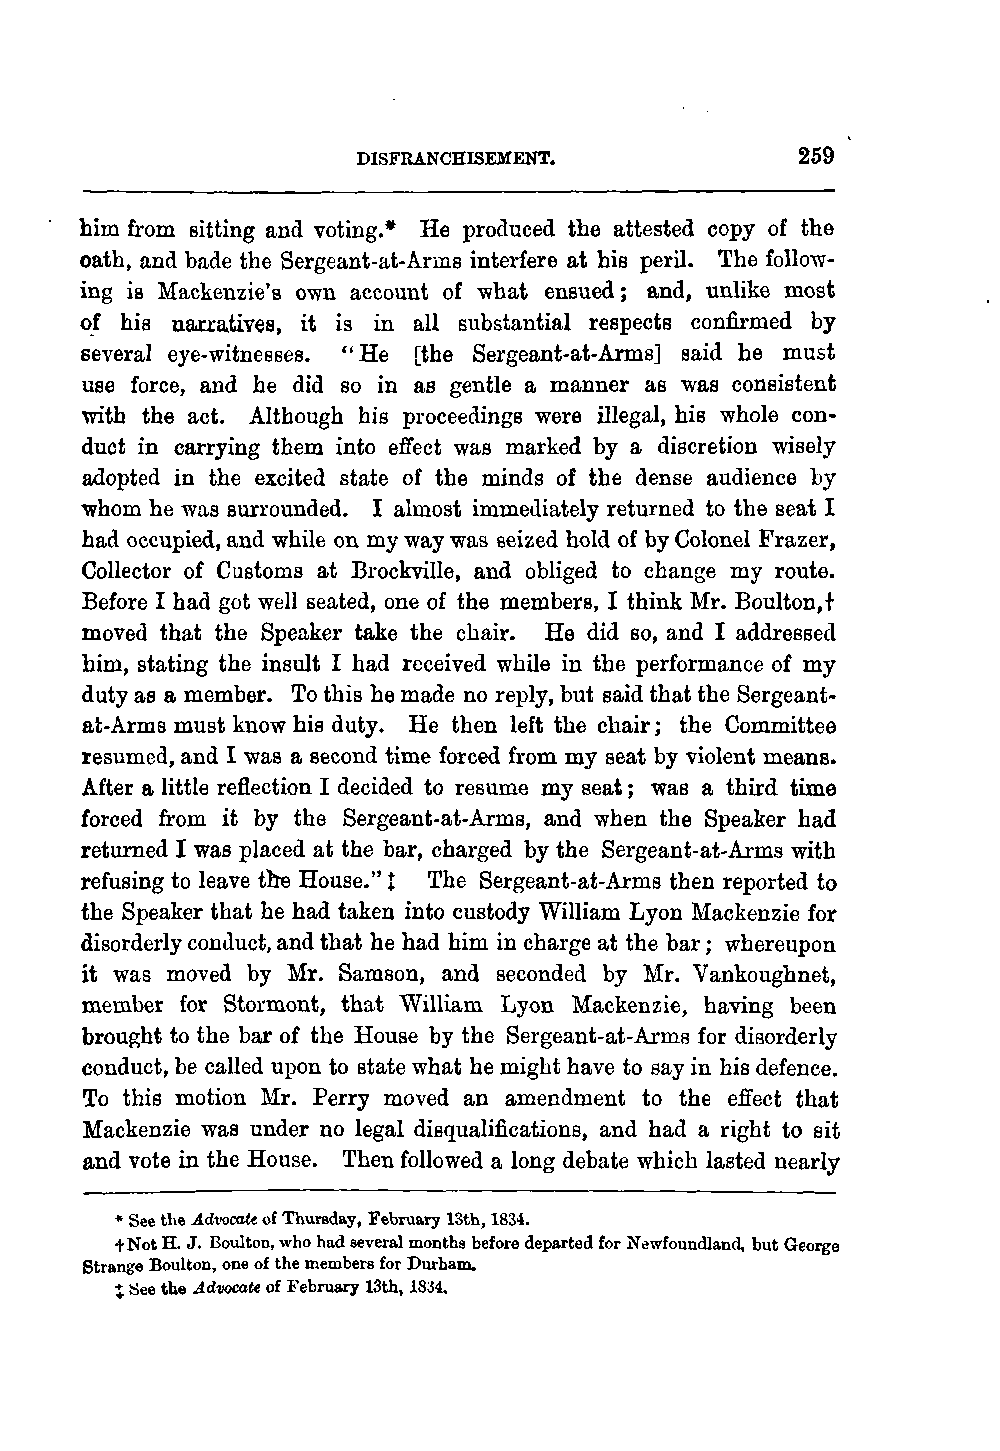 DISFRANCHISEMENT. 259
him from sitting and voting.* He produced the attested copy of the
oath, and bade the Sergeant-at-Arms interfere at his peril. The follow-
ing is Mackenzie's own account of what ensued; and, unlike most
of his narratives, it is in all substantial respects confirmed by
several eye-witnesses. "He [the Sergeant-at-Arms] said he must
use force, and he did so in as gentle a manner as was consistent
with the act. Although his proceedings were illegal, his whole con-
duct in carrying them into effect was marked by a discretion wisely
adopted in the excited state of the minds of the dense audience by
whom he was surrounded. I almost immediately returned to the seat I
had occupied, and while on my way was seized hold of by Colonel Frazer,
Collector of Customs at Brockville, and obliged to change my route.
Before I had got well seated, one of the members, I think Mr. Boulton,†
moved that the Speaker take the chair. He did so, and I addressed
him, stating the insult I had received while in the performance of my
duty as a member. To this he made no reply, but said that the Sergeant-
at-Arms must know his duty. He then left the chair; the Committee
resumed, and I was a second time forced from my seat by violent means.
After a little reflection I decided to resume my seat; was a third time
forced from it by the Sergeant-at-Arms, and when the Speaker had
returned I was placed at the bar, charged by the Sergeant-at-Arms with
refusing to leave the House."‡ The Sergeant-at-Arms then reported to
the Speaker that he had taken into custody William Lyon Mackenzie for
disorderly conduct, and that he had him in charge at the bar; whereupon
it was moved by Mr. Samson, and seconded by Mr. Vankoughnet,
member for Stormont, that William Lyon Mackenzie, having been
brought to the bar of the House by the Sergeant-at-Arms for disorderly
conduct, be called upon to state what he might have to say in his defence.
To this motion Mr. Perry moved an amendment to the effect that
Mackenzie was under no legal disqualifications, and had a right to sit
and vote in the House. Then followed a long debate which lasted nearly
* See the Advocate of Thursday, February 13th, 1834.
† Not H. J. Boulton, who had several months before departed for Newfoundland, but George
Strange Boulton, one of the members for Durham.
‡ See the Advocate of February 13th, 1834.